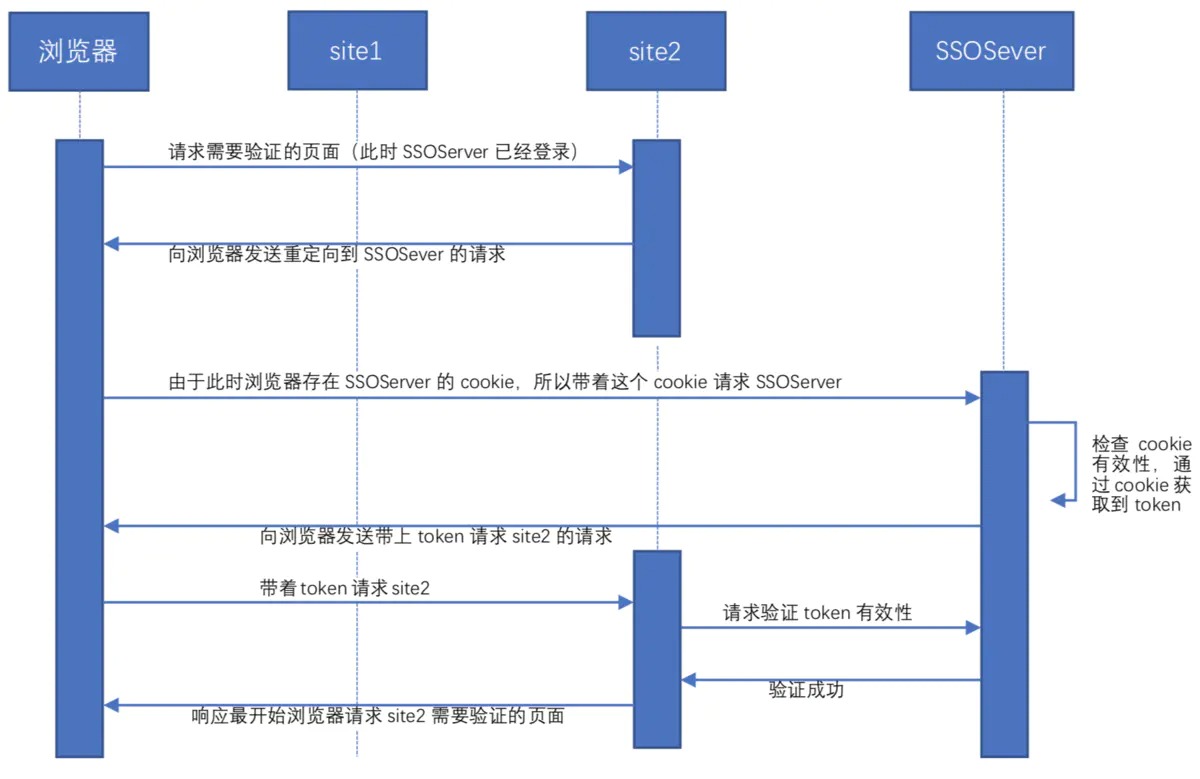 浏览器
site1
site2
SSOSever
请求需要验证的页面（此时 SSOServer 已经登录）
向浏览器发送重定向到 SSOSever 的请求
由于此时浏览器存在 SSOServer 的 cookie，所以带着这个 cookie 请求 SSOServer
检查 cookie
有效性，通
过 cookie 获
取到 token
向浏览器发送带上 token 请求 site2 的请求
带着 token 请求 site2
请求验证 token 有效性
验证成功
响应最开始浏览器请求 site2 需要验证的页面